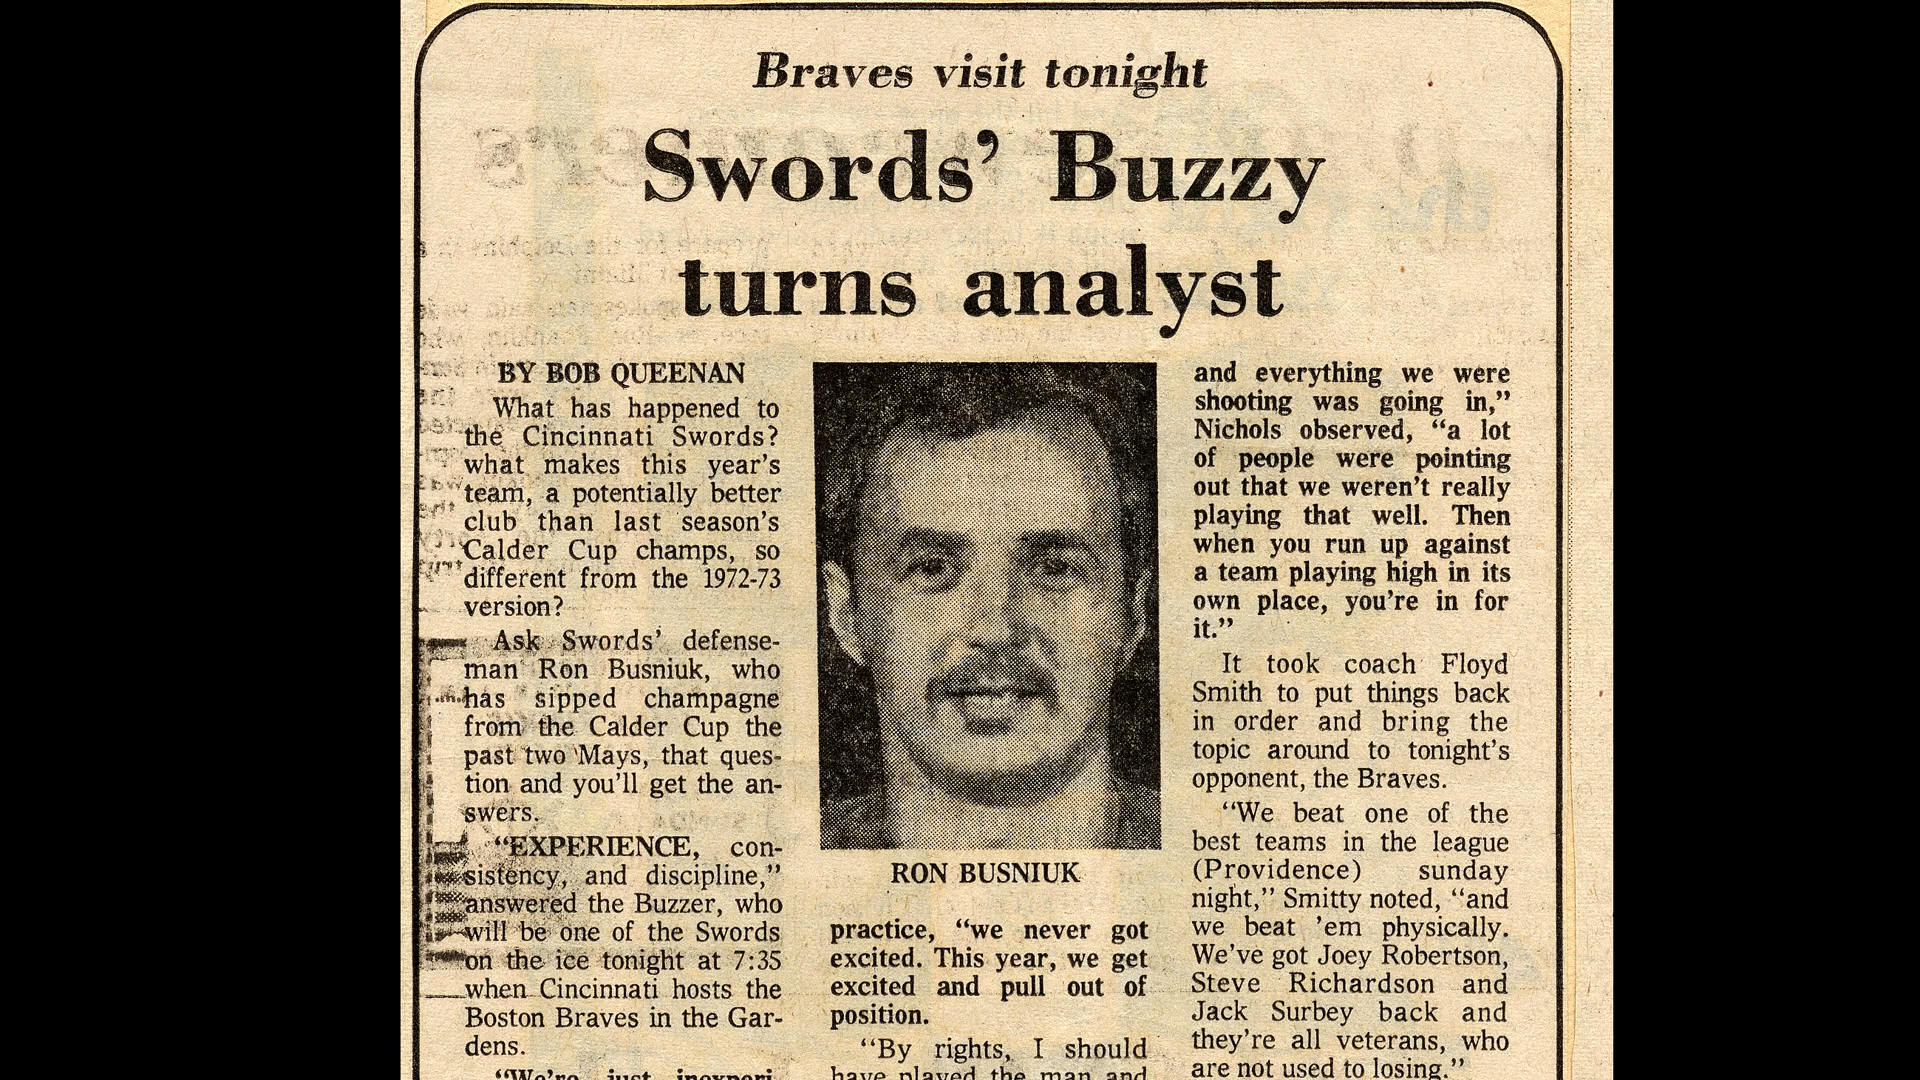 Braves visit tonight
Swords’ Buzzy
turns analyst
BY BOB QUEENAN
What has happened to
the Cincinnati Swords?
what makes this year’s
team, a potentially better
club than last season’s
Calder Cup champs, so
different from the 1972-73
version?
Ask Swords’ defense-
man Ron Busniuk, who
has sipped champagne
from the Calder Cup the
past two Mays, that ques-
tion and you’ll get the an-
swers.
“EXPERIENCE, con-
sistency, and discipline,”
answered the Buzzer, who
will be one of the Swords
on the ice tonight at 7:35
when Cincinnati hosts the
Boston Braves in the Gar-
dens.
“We’re just inexperi-
RON BUSNIUK
practice, “we never got
excited. This year, we get
excited and pull out of
position.
“By rights, I should
have played the man and
and everything we were
shooting was going in,”
Nichols observed, “a lot
of people were pointing
out that we weren’t really
playing that well. Then
when you run up against
a team playing high in its
own place, you’re in for
it.”
It took coach Floyd
Smith to put things back
in order and bring the
topic around to tonight’s
opponent, the Braves.
“We beat one of the
best teams in the league
(Providence) sunday
night,” Smitty noted, “and
we beat ’em physically.
We’ve got Joey Robertson,
Steve Richardson and
Jack Surbey back and
they’re all veterans, who
are not used to losing.”